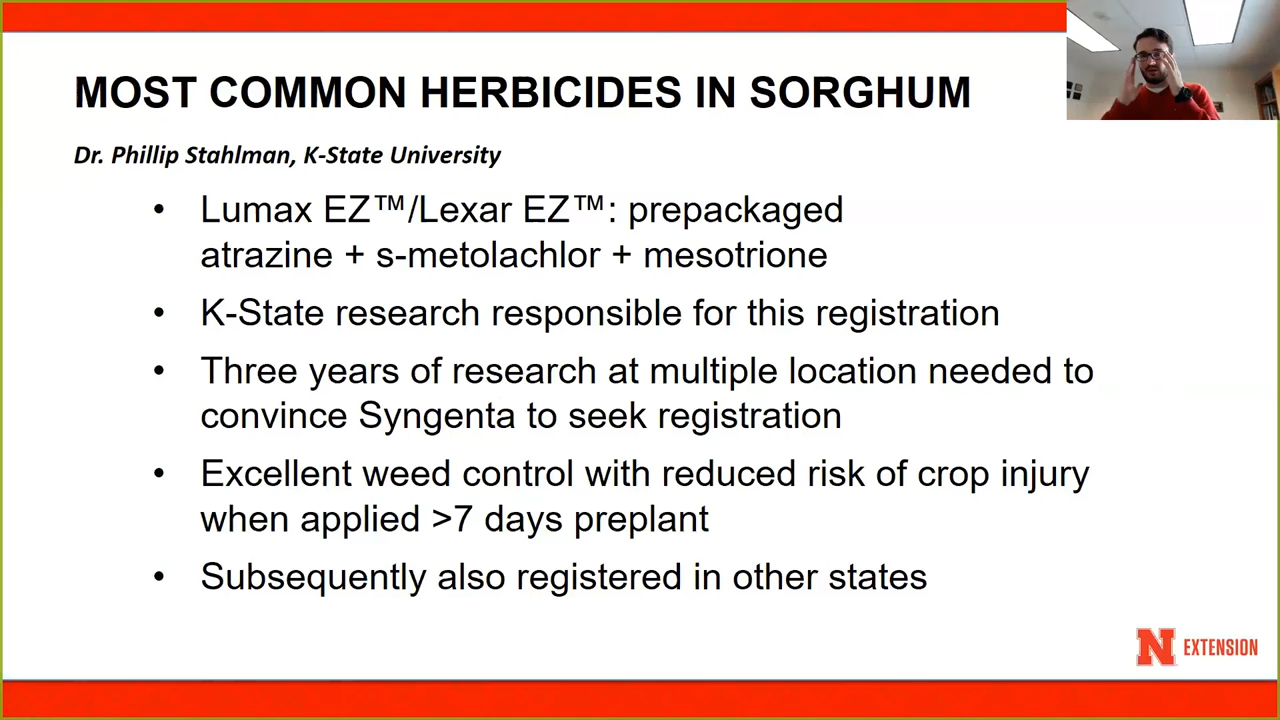 MOST COMMON HERBICIDES IN SORGHUM
Dr. Phillip Stahlman, K-State University
• Lumax EZ™/Lexar EZ™: prepackaged
atrazine + s-metolachlor + mesotrione
• K-State research responsible for this registration
• Three years of research at multiple location needed to
convince Syngenta to seek registration
• Excellent weed control with reduced risk of crop injury
when applied >7 days preplant
• Subsequently also registered in other states
N EXTENSION